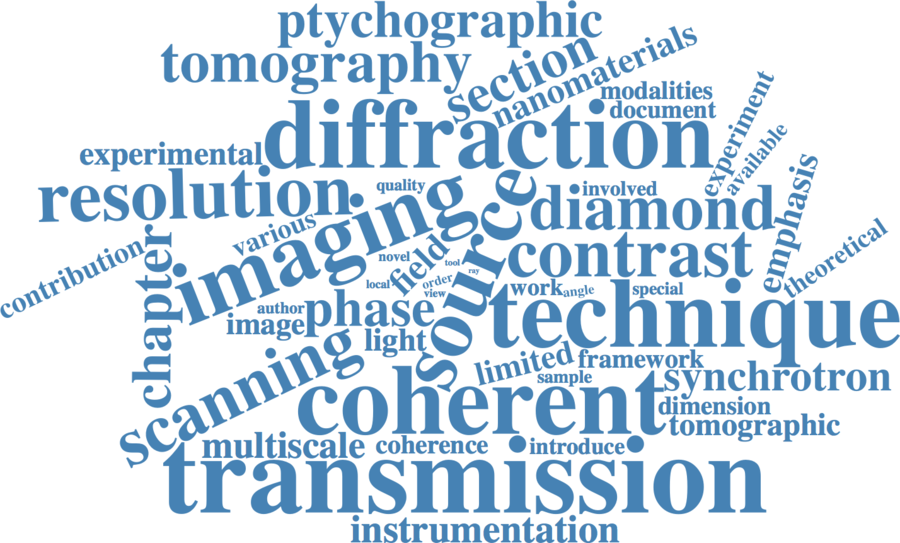 ptychographic
tomography
section
nanomaterials
modalities
document
diffraction
experiment
available
experimental
resolution
quality
involved
imaging
source
diamond
emphasis
various
contrast
theoretical
contribution
chapter
novel
field
tool
ray
local
order
view
work
angle
special
author
phase
image
light
technique
scanning
limited
framework
coherent
sample
synchrotron
dimension
tomographic
multiscale
coherence
introduce
transmission
instrumentation